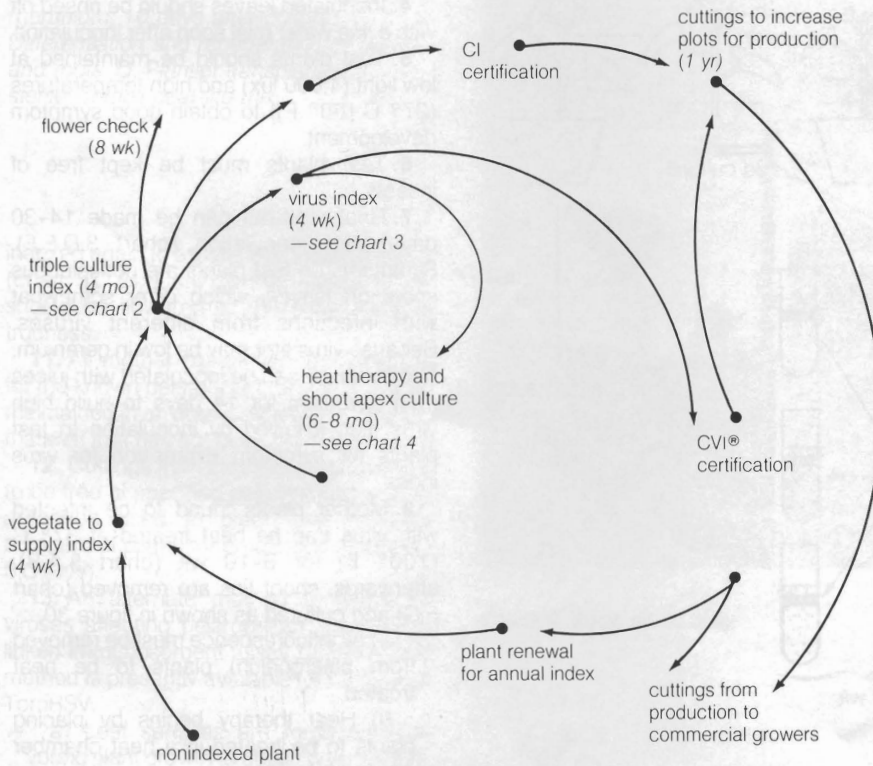 cuttings to increase
plots for production
(1 yr)
CI
certification
flower check
(8 wk)
virus index
(4 wk)
—see chart 3
triple culture
index (4 mo)
—see chart 2
heat therapy and
shoot apex culture
(6–8 mo)
—see chart 4
CVI®
certification
vegetate to
supply index
(4 wk)
plant renewal
for annual index
cuttings from
production to
commercial growers
nonindexed plant